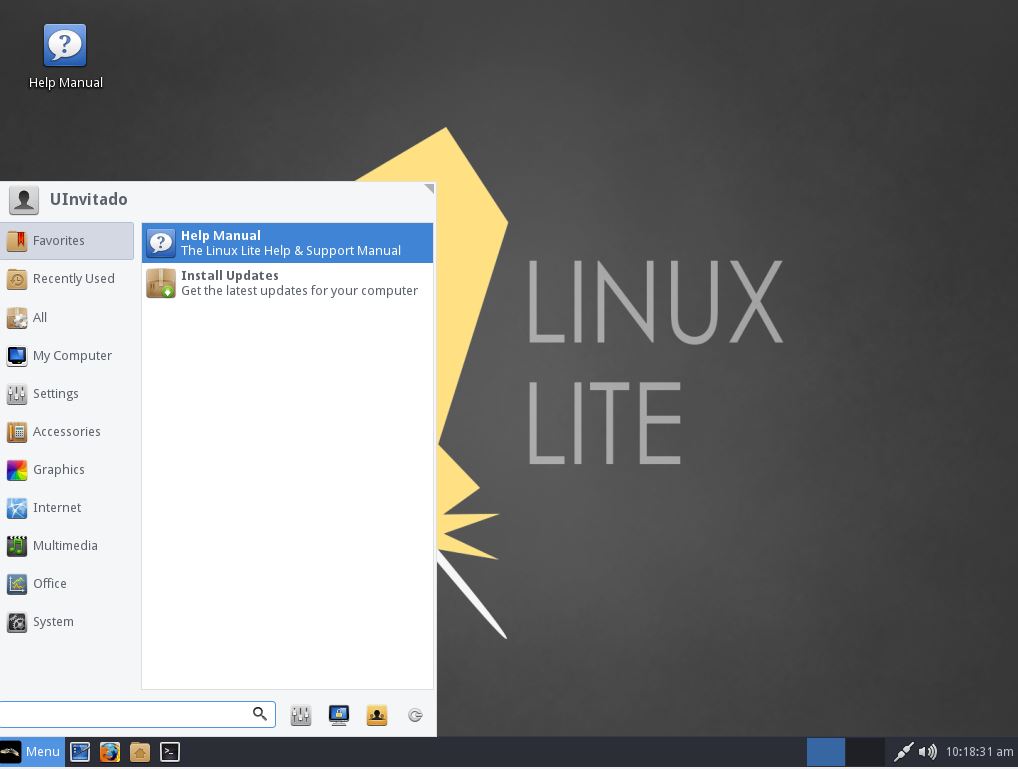 Help Manual
UInvitado
Favorites
Recently Used
All
My Computer
Settings
Accessories
Graphics
Internet
Multimedia
Office
System
Help Manual
The Linux Lite Help & Support Manual
Install Updates
Get the latest updates for your computer
LINUX
LITE
Menu
10:18:31 am